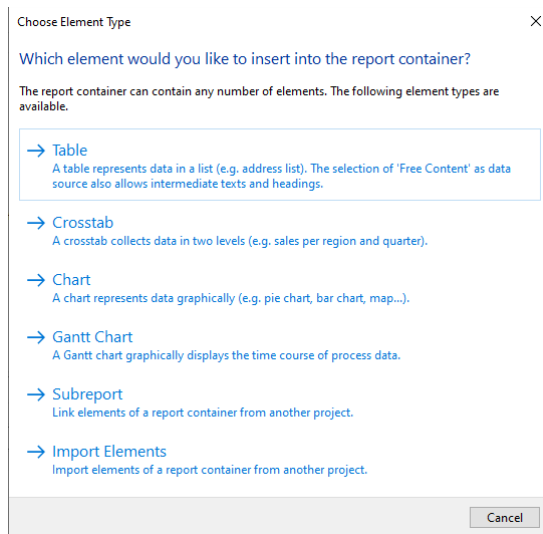 Choose Element Type
Which element would you like to insert into the report container?
The report container can contain any number of elements. The following element types are
available.
Table
A table represents data in a list (e.g. address list). The selection of 'Free Content' as data
source also allows intermediate texts and headings.
Crosstab
A crosstab collects data in two levels (e.g. sales per region and quarter).
Chart
A chart represents data graphically (e.g. pie chart, bar chart, map...).
Gantt Chart
A Gantt chart graphically displays the time course of process data.
Subreport
Link elements of a report container from another project.
Import Elements
Import elements of a report container from another project.
Cancel